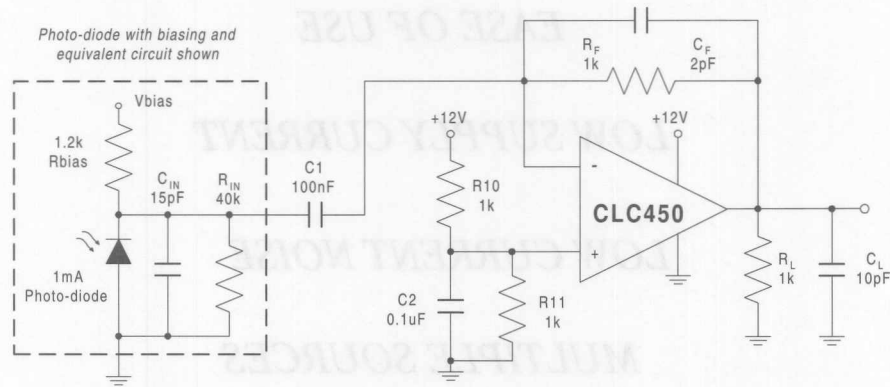 Photo-diode with biasing and
equivalent circuit shown
Vbias
1.2k
Rbias
CIN
15pF
RIN
40k
1mA
Photo-diode
C1
100nF
RF
1k
CF
2pF
+12V
+12V
R10
1k
-
CLC450
+
C2
0.1uF
R11
1k
RL
1k
CL
10pF
EASE OF USE
LOW SUPPLY CURRENT
LOW CURRENT NOISE
MULTIPLE SOURCES